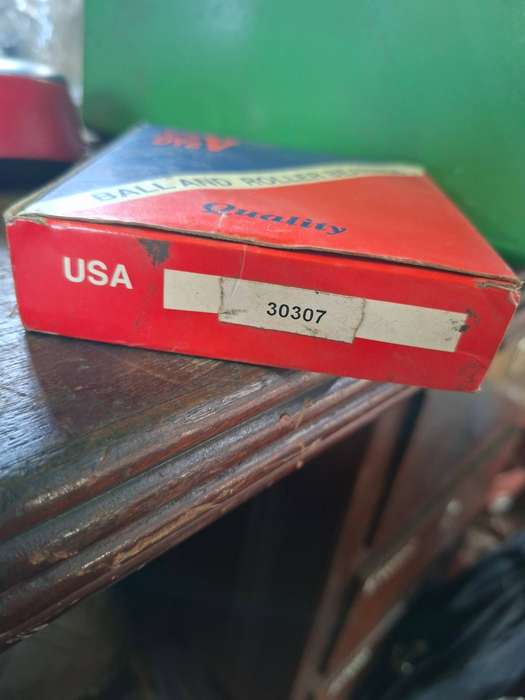 BALL AND ROLLER
Quality
USA
30307